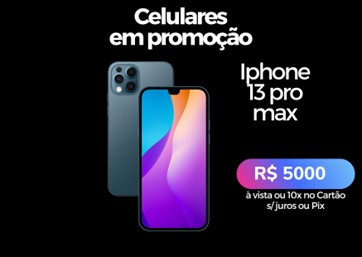 Celulares
em promoção
Iphone
13 pro
max
R$ 5000
à vista ou 10x no Cartão
s/ juros ou Pix